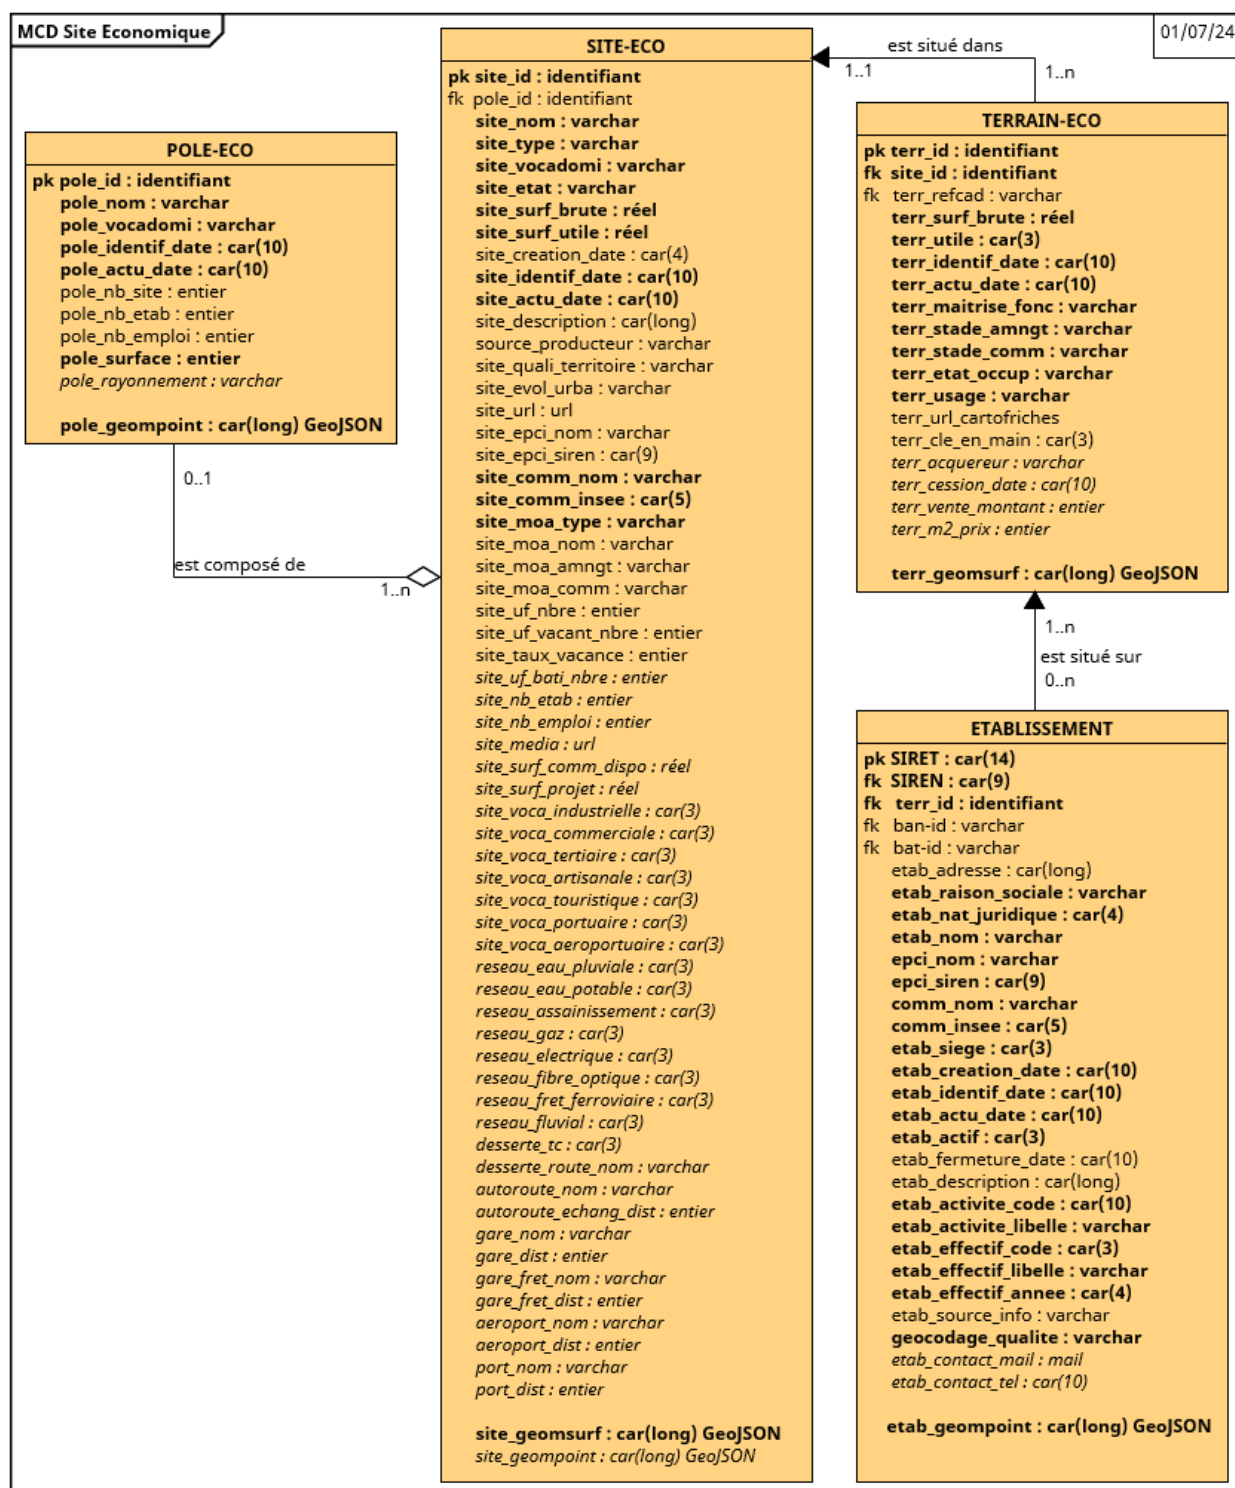 MCD Site Economique
01/07/24
POLE-ECO
pk pole_id : identifiant
pole_nom : varchar
pole_vocadomi : varchar
pole_identif_date : car(10)
pole_actu_date : car(10)
pole_nb_site : entier
pole_nb_etab : entier
pole_nb_emploi : entier
pole_surface : entier
pole_rayonnement : varchar
pole_geompoint : car(long) GeoJSON
0..1
est composé de
1..n
SITE-ECO
pk site_id : identifiant
fk pole_id : identifiant
site_nom : varchar
site_type : varchar
site_vocadomi : varchar
site_etat : varchar
site_surf_brute : réel
site_surf_utile : réel
site_creation_date : car(4)
site_identif_date : car(10)
site_actu_date : car(10)
site_description : car(long)
source_producteur : varchar
site_quali_territoire : varchar
site_evol_urba : varchar
site_url : url
site_epci_nom : varchar
site_epci_siren : car(9)
site_comm_nom : varchar
site_comm_insee : car(5)
site_moa_type : varchar
site_moa_nom : varchar
site_moa_amngt : varchar
site_moa_comm : varchar
site_uf_nbre : entier
site_uf_vacant_nbre : entier
site_taux_vacance : entier
site_uf_bati_nbre : entier
site_nb_etab : entier
site_nb_emploi : entier
site_media : url
site_surf_comm_dispo : réel
site_surf_projet : réel
site_voca_industrielle : car(3)
site_voca_commerciale : car(3)
site_voca_tertiaire : car(3)
site_voca_artisanale : car(3)
site_voca_touristique : car(3)
site_voca_portuaire : car(3)
site_voca_aeroportuaire : car(3)
reseau_eau_pluviale : car(3)
reseau_eau_potable : car(3)
reseau_assainissement : car(3)
reseau_gaz : car(3)
reseau_electrique : car(3)
reseau_fibre_optique : car(3)
reseau_fret_ferroviaire : car(3)
reseau_fluvial : car(3)
desserte_tc : car(3)
desserte_route_nom : varchar
autoroute_nom : varchar
autoroute_echang_dist : entier
gare_nom : varchar
gare_dist : entier
gare_fret_nom : varchar
gare_fret_dist : entier
aeroport_nom : varchar
aeroport_dist : entier
port_nom : varchar
port_dist : entier
site_geomsurf : car(long) GeoJSON
site_geompoint : car(long) GeoJSON
est situé dans
1..1
1..n
TERRAIN-ECO
pk terr_id : identifiant
fk site_id : identifiant
fk terr_refcad : varchar
terr_surf_brute : réel
terr_utile : car(3)
terr_identif_date : car(10)
terr_actu_date : car(10)
terr_maitrise_fonc : varchar
terr_stade_amngt : varchar
terr_stade_comm : varchar
terr_etat_occup : varchar
terr_usage : varchar
terr_url_cartofriches
terr_cle_en_main : car(3)
terr_acquereur : varchar
terr_cession_date : car(10)
terr_vente_montant : entier
terr_m2_prix : entier
terr_geomsurf : car(long) GeoJSON
1..n
est situé sur
0..n
ETABLISSEMENT
pk SIRET : car(14)
fk SIREN : car(9)
fk terr_id : identifiant
fk ban-id : varchar
fk bat-id : varchar
etab_adresse : car(long)
etab_raison_sociale : varchar
etab_nat_juridique : car(4)
etab_nom : varchar
epci_nom : varchar
epci_siren : car(9)
comm_nom : varchar
comm_insee : car(5)
etab_siege : car(3)
etab_creation_date : car(10)
etab_identif_date : car(10)
etab_actu_date : car(10)
etab_actif : car(3)
etab_fermeture_date : car(10)
etab_description : car(long)
etab_activite_code : car(10)
etab_activite_libelle : varchar
etab_effectif_code : car(3)
etab_effectif_libelle : varchar
etab_effectif_annee : car(4)
etab_source_info : varchar
geocodage_qualite : varchar
etab_contact_mail : mail
etab_contact_tel : car(10)
etab_geompoint : car(long) GeoJSON